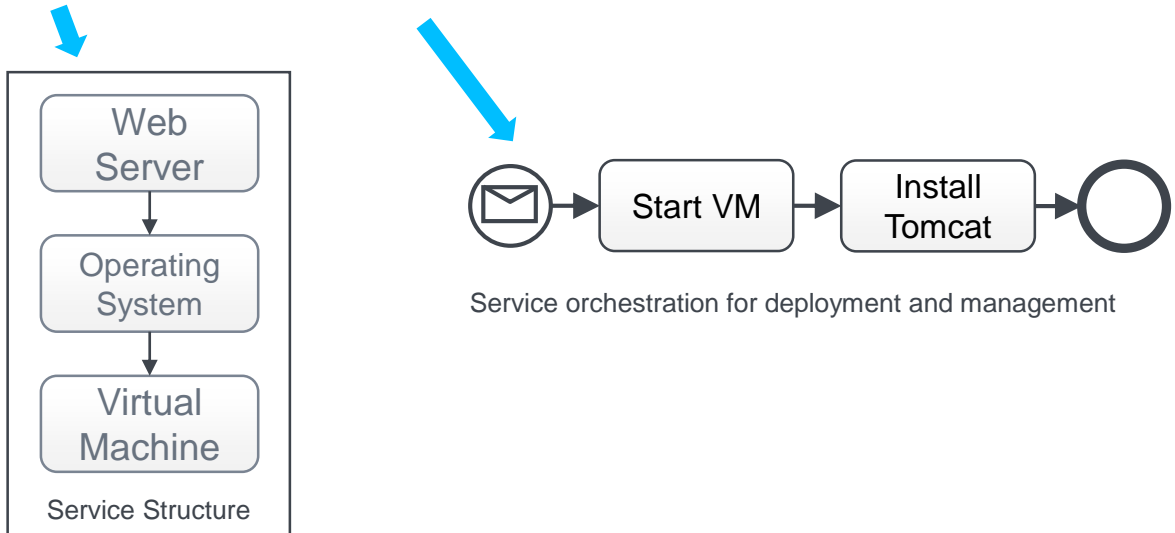 Web
Server
Operating
System
Virtual
Machine
Service Structure
Start VM
Install
Tomcat
Service orchestration for deployment and management